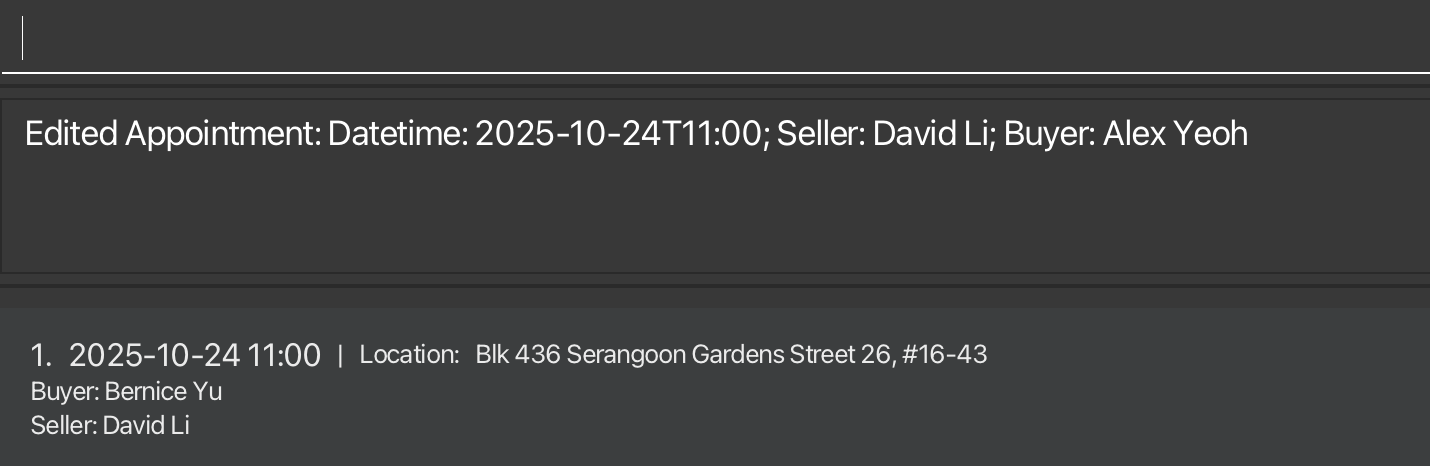 Edited Appointment: Datetime: 2025-10-24T11:00; Seller: David Li; Buyer: Alex Yeoh
1. 2025-10-24 11:00 | Location: Blk 436 Serangoon Gardens Street 26, #16-43
Buyer: Bernice Yu
Seller: David Li